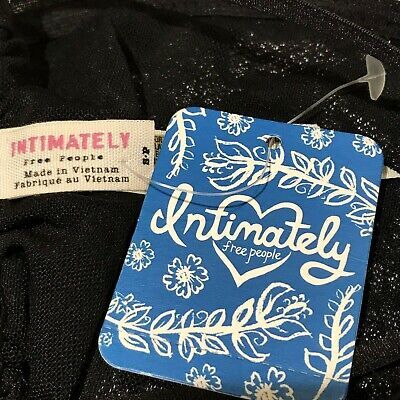 INTIMATELY
Free People
Made in Vietnam
Fabriqué au Vietnam
S-P
Intimately
free people